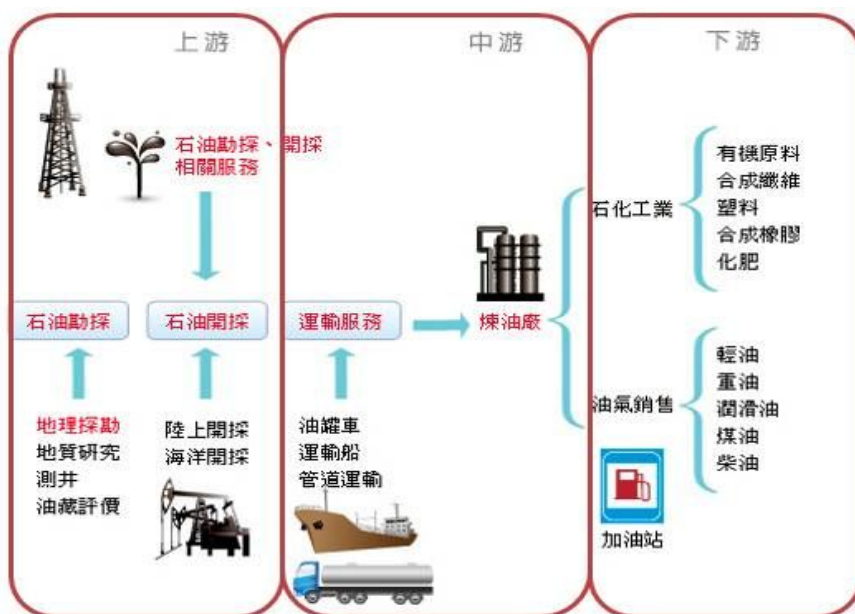 上游
中游
下游
石油勘探、開採
相關服務
石油勘探
石油開採
運輸服務
煉油廠
地理探勘
地質研究
測井
油藏評價
陸上開採
海洋開採
油罐車
運輸船
管道運輸
石化工業
有機原料
合成纖維
塑料
合成橡膠
化肥
油氣銷售
輕油
重油
潤滑油
煤油
柴油
加油站